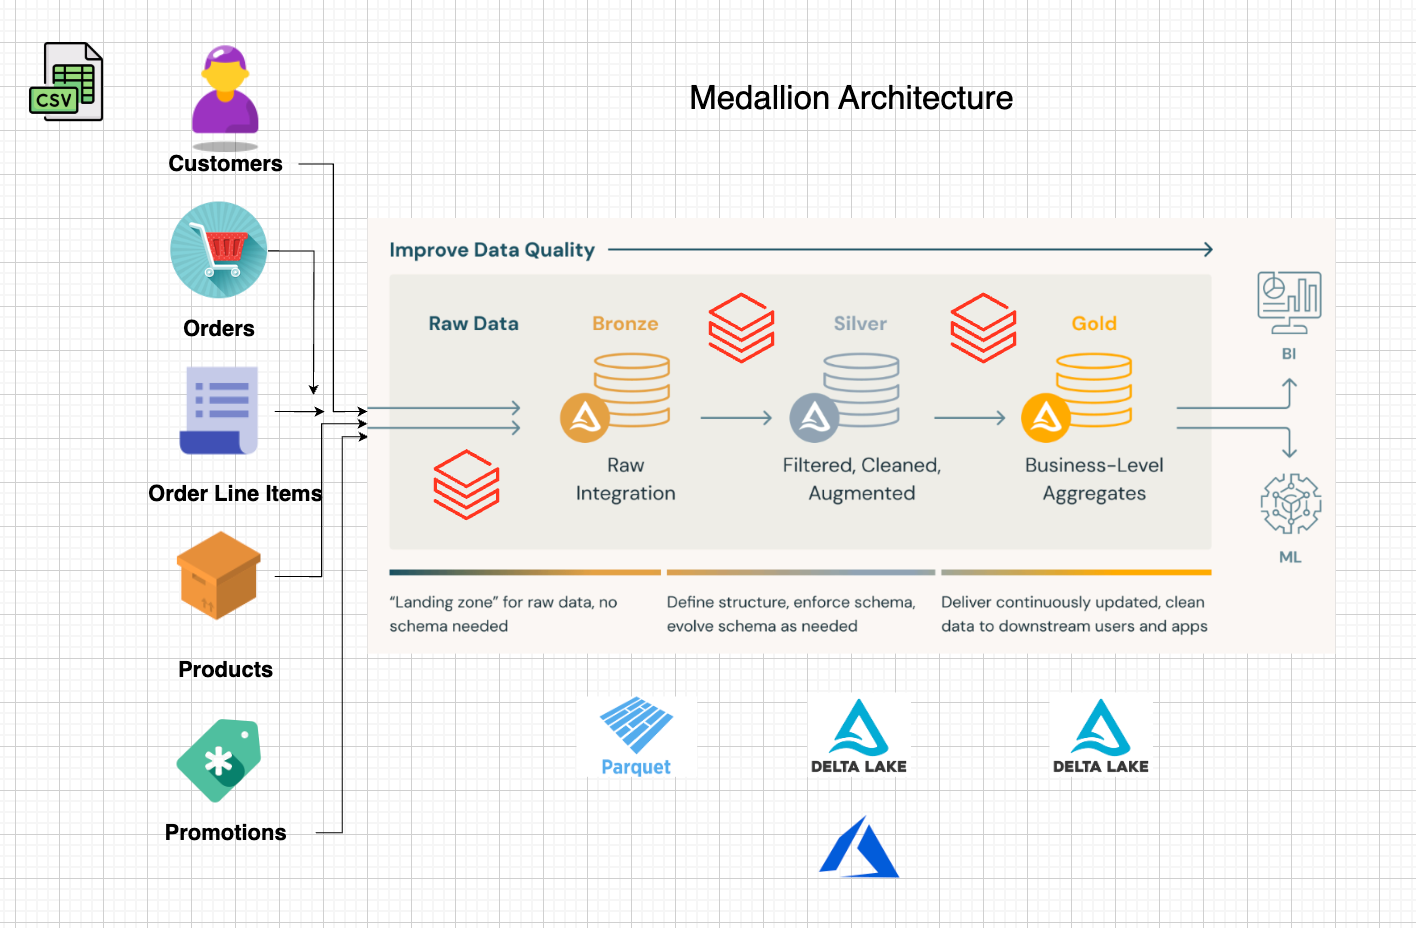 CSV
Medallion Architecture
Customers
Orders
Order Line Items
Products
Promotions
Improve Data Quality
Raw Data
Bronze
Silver
Gold
Raw
Integration
Filtered, Cleaned,
Augmented
Business-Level
Aggregates
BI
ML
“Landing zone” for raw data, no
schema needed
Define structure, enforce schema,
evolve schema as needed
Deliver continuously updated, clean
data to downstream users and apps
Parquet
DELTA LAKE
DELTA LAKE